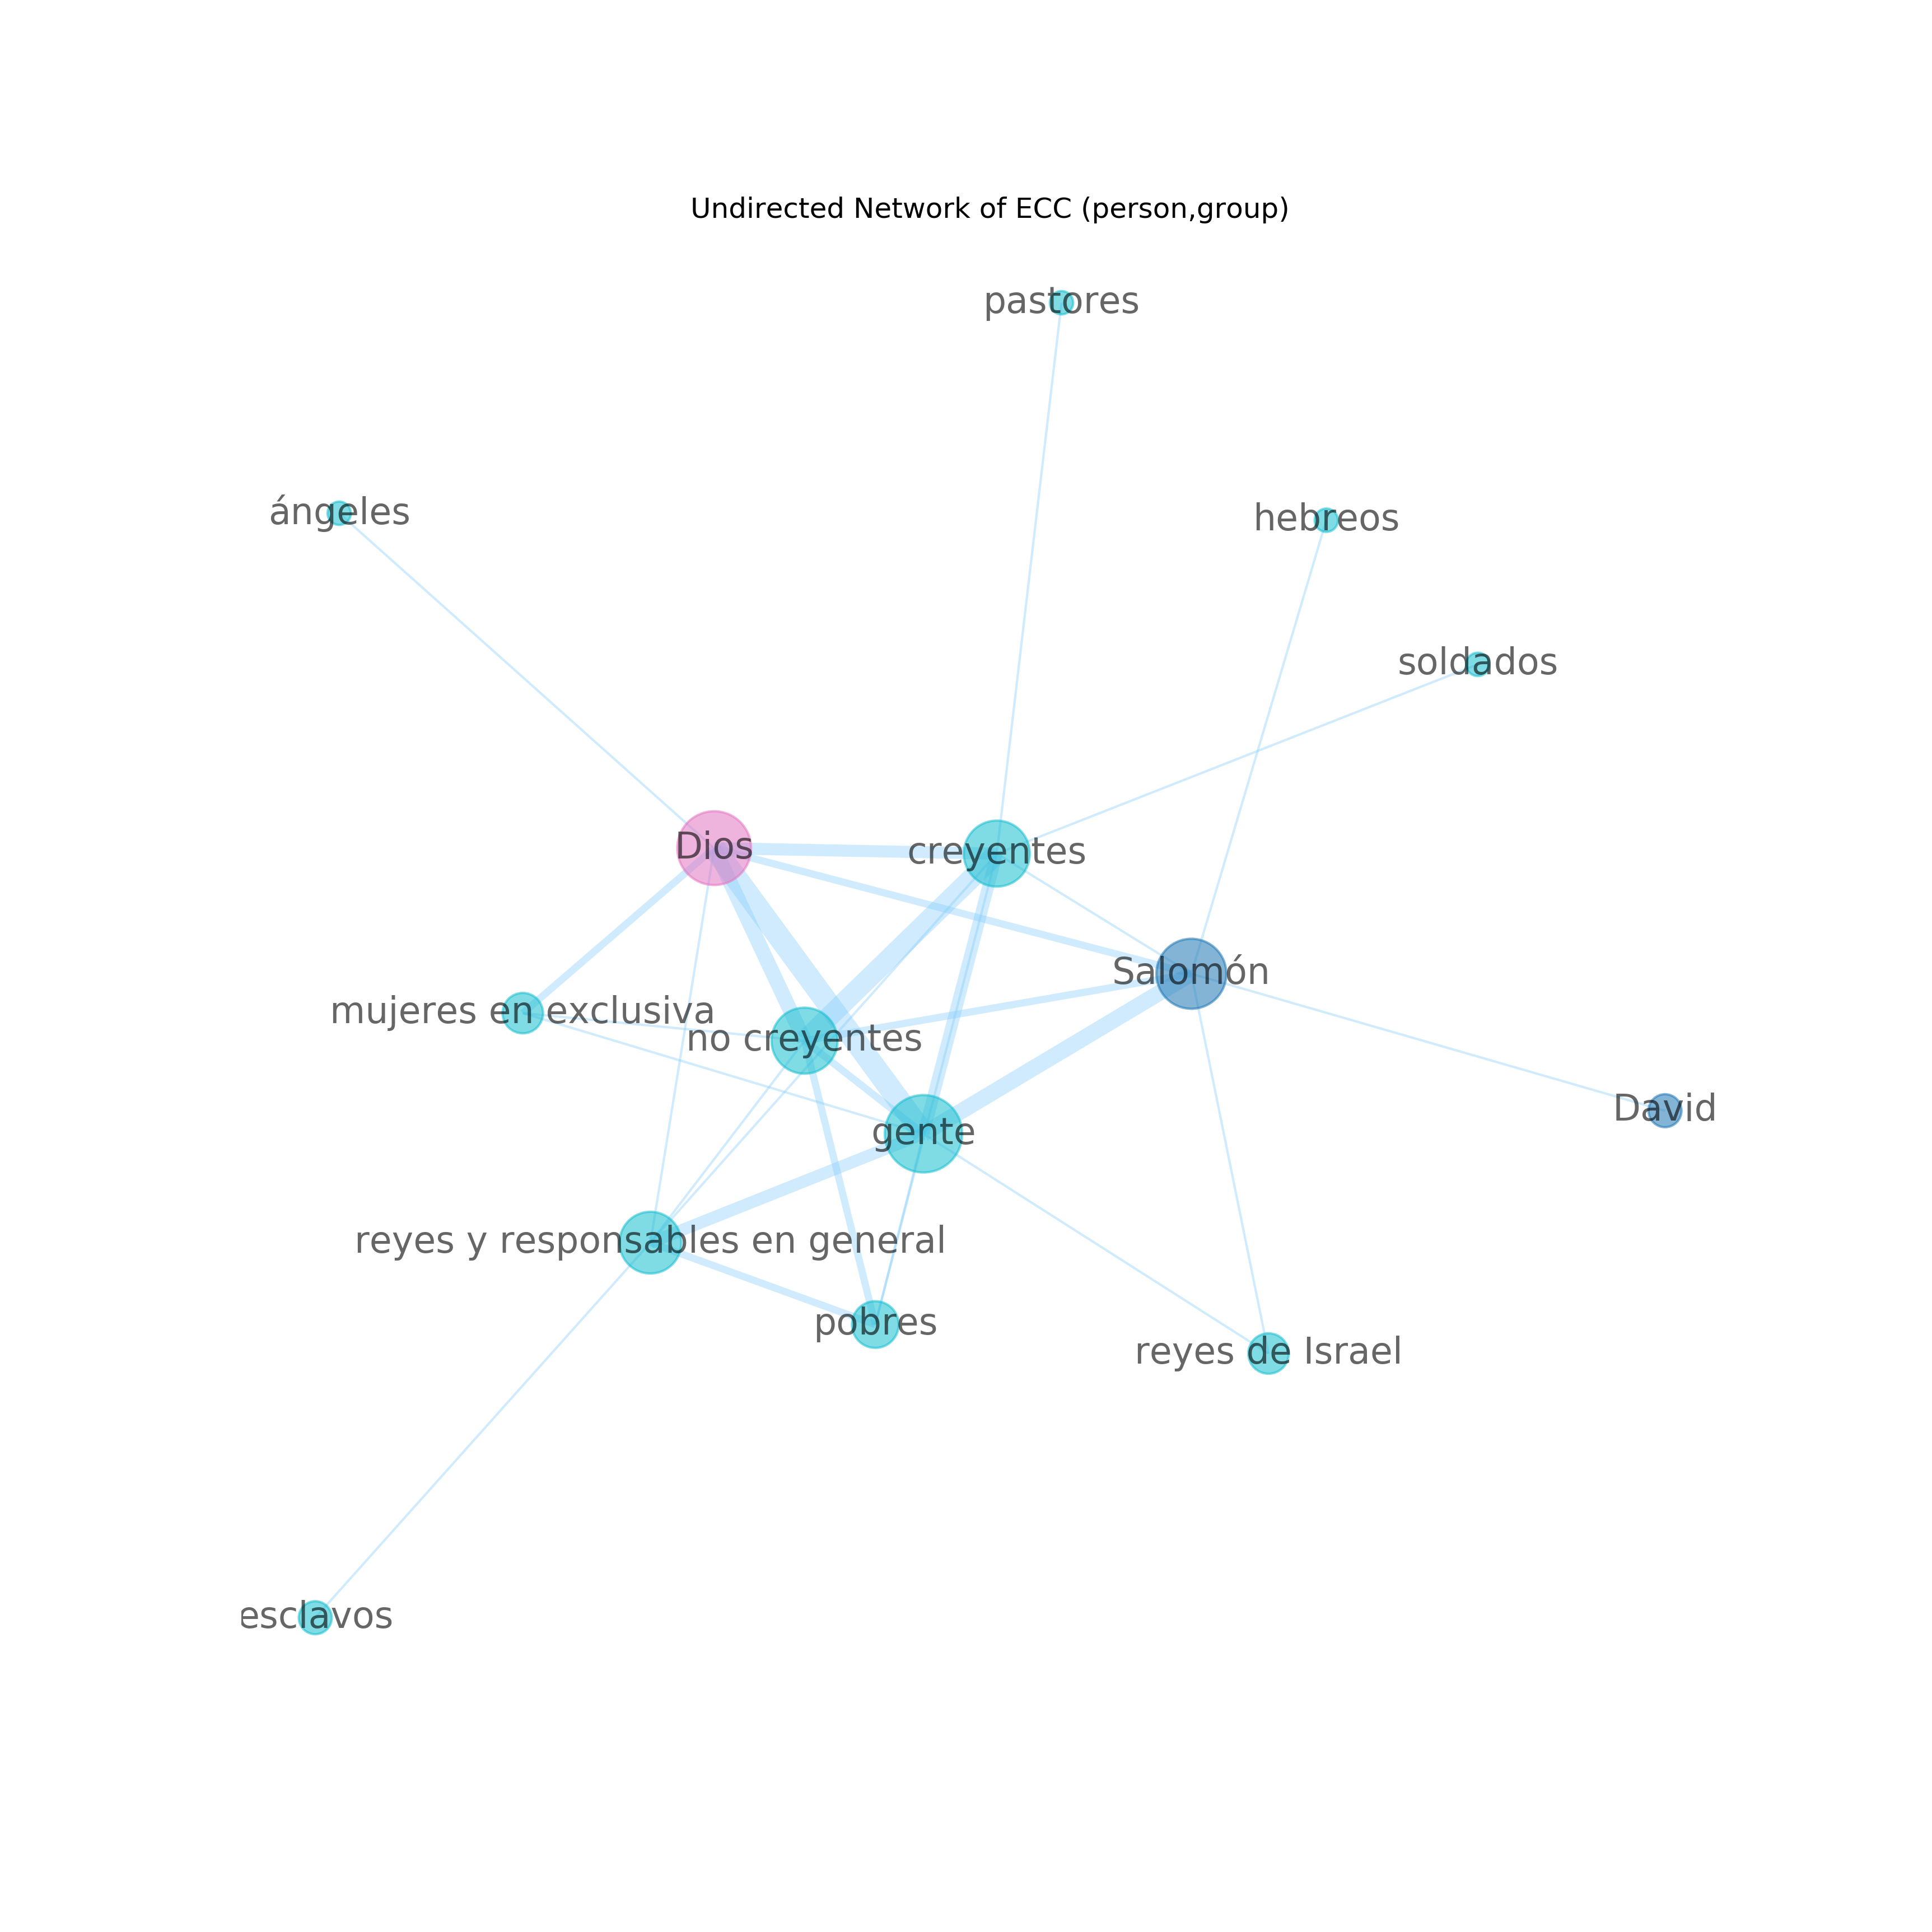 Undirected Network of ECC (person,group)
pastores
ángeles
hebreos
soldados
Dios
creyentes
Salomón
mujeres en exclusiva
no creyentes
David
gente
reyes y responsables en general
pobres
reyes de Israel
esclavos